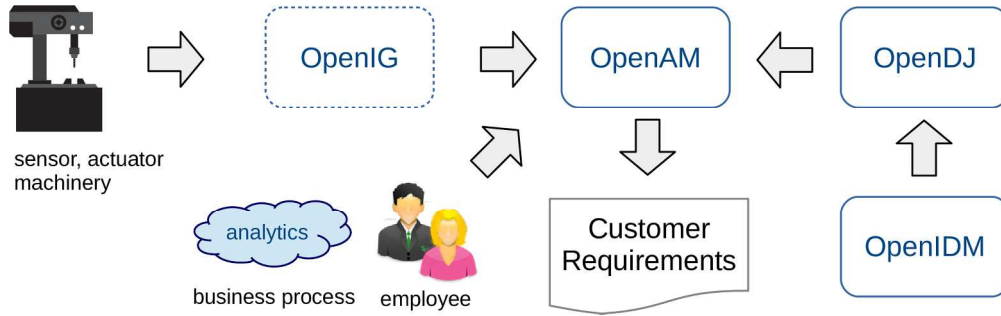 OpenIG
OpenAM
OpenDJ
sensor, actuator
machinery
analytics
business process
employee
Customer
Requirements
OpenIDM